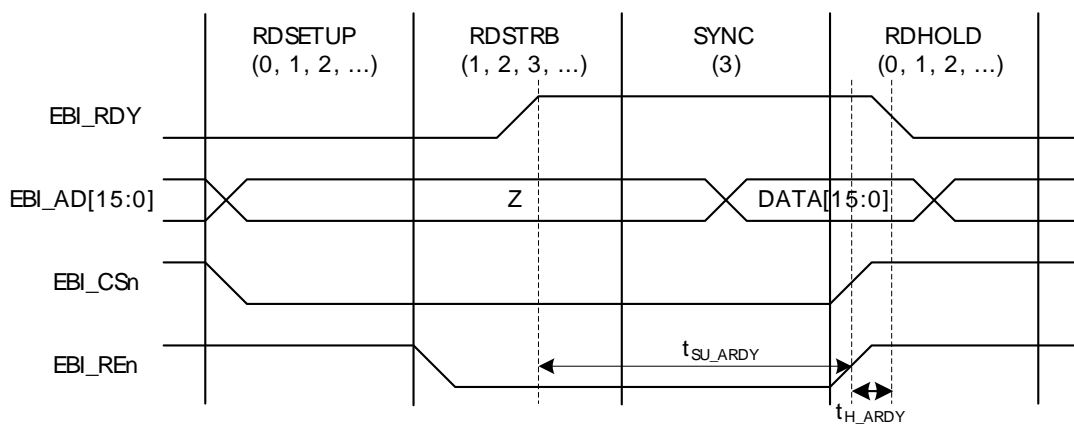 RDSETUP
(0, 1, 2, ...)
RDSTRB
(1, 2, 3, ...)
SYNC
(3)
RDHOLD
(0, 1, 2, ...)
EBI_RDY
EBI_AD[15:0]
Z
DATA[15:0]
EBI_CSn
EBI_REn
tSU_ARDY
tH_ARDY